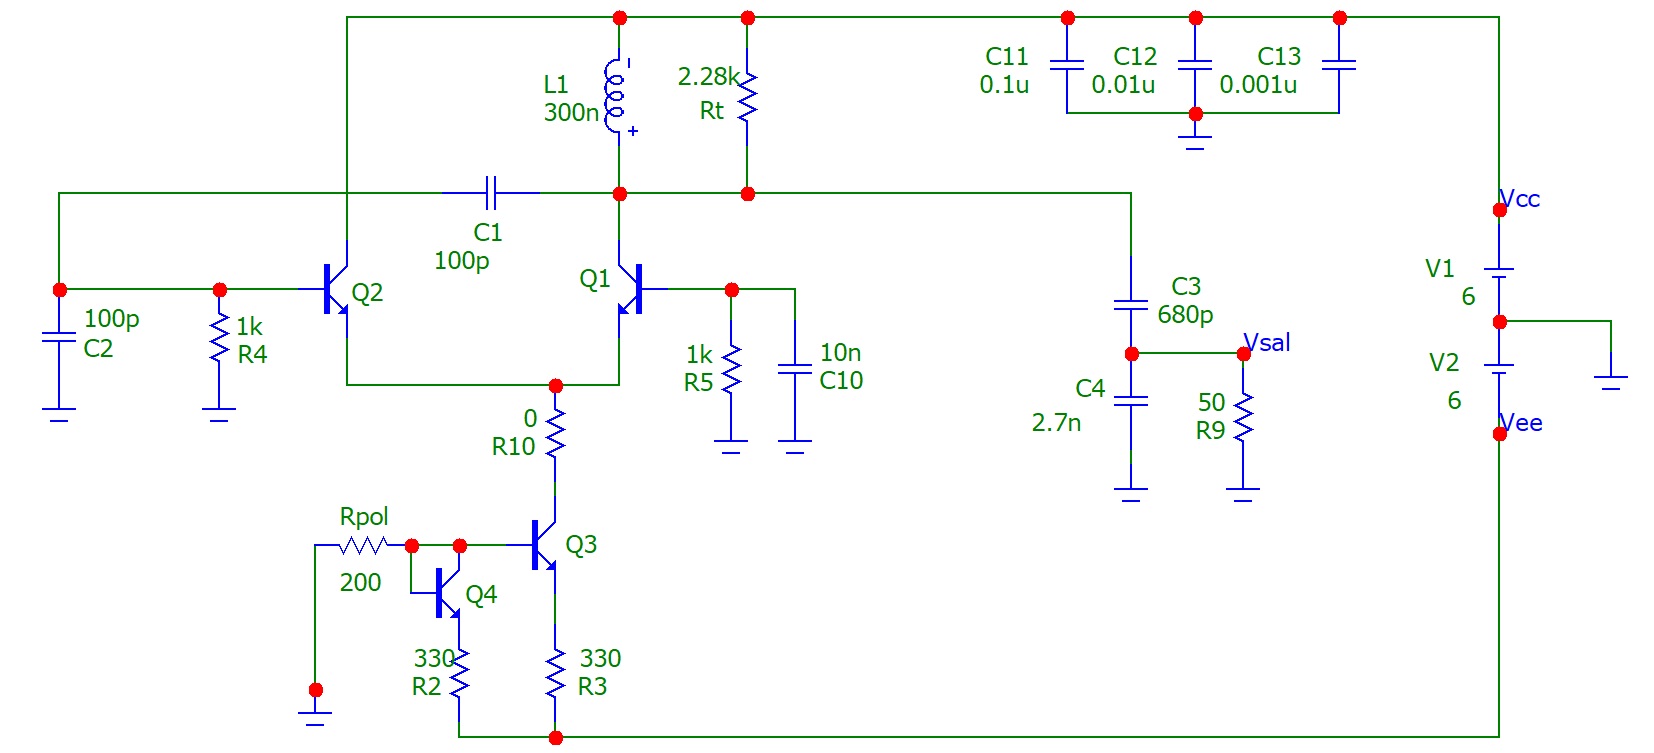 C11
0.1u
C12
0.01u
C13
0.001u
L1
300n
2.28k
Rt
C1
100p
Vcc
V1
6
V2
6
Vee
Q2
Q1
C3
680p
100p
C2
1k
R4
1k
R5
10n
C10
Vsal
C4
2.7n
50
R9
0
R10
Rpol
200
Q3
Q4
330
R2
330
R3